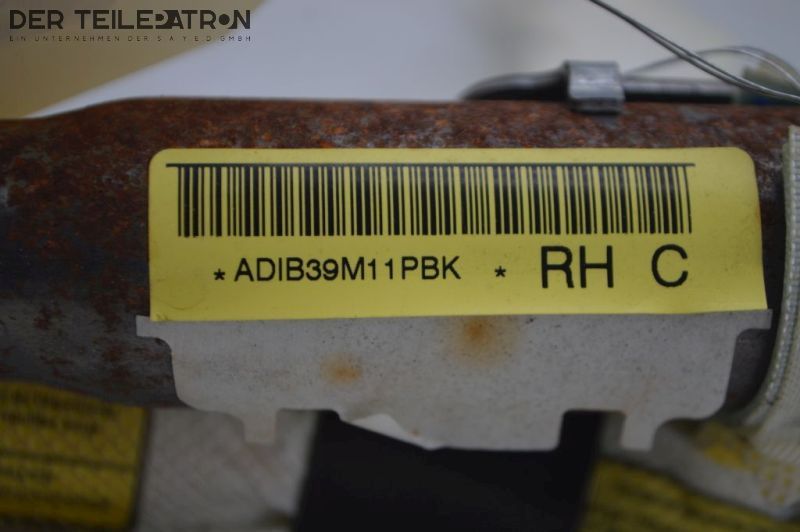 DER TEILEPATRON
EIN UNTERNEHMEN DER S A Y E D GMBH
*ADIB39M11PBK * RH C